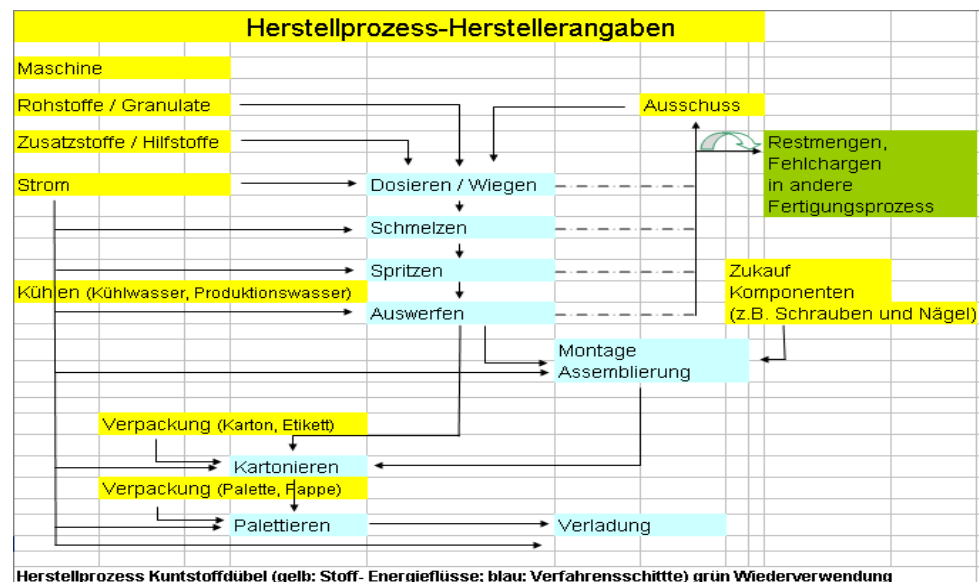 Herstellprozess-Herstellerangaben
Maschine
Rohstoffe / Granulate
Ausschuss
Zusatzstoffe / Hilfstoffe
Restmengen,
Fehlchargen
in andere
Fertigungsprozess
Strom
Dosieren / Wiegen
Schmelzen
Spritzen
Zukauf
Komponenten
(z.B. Schrauben und Nägel)
Kühlen (Kühlwasser, Produktionswasser)
Auswerfen
Montage
Assemblierung
Verpackung (Karton, Etikett)
Kartonieren
Verpackung (Palette, Pappe)
Palettieren
Verladung
Herstellprozess Kuntstoffdübel (gelb: Stoff- Energieflüsse; blau: Verfahrensschittte) grün Wiederverwendung